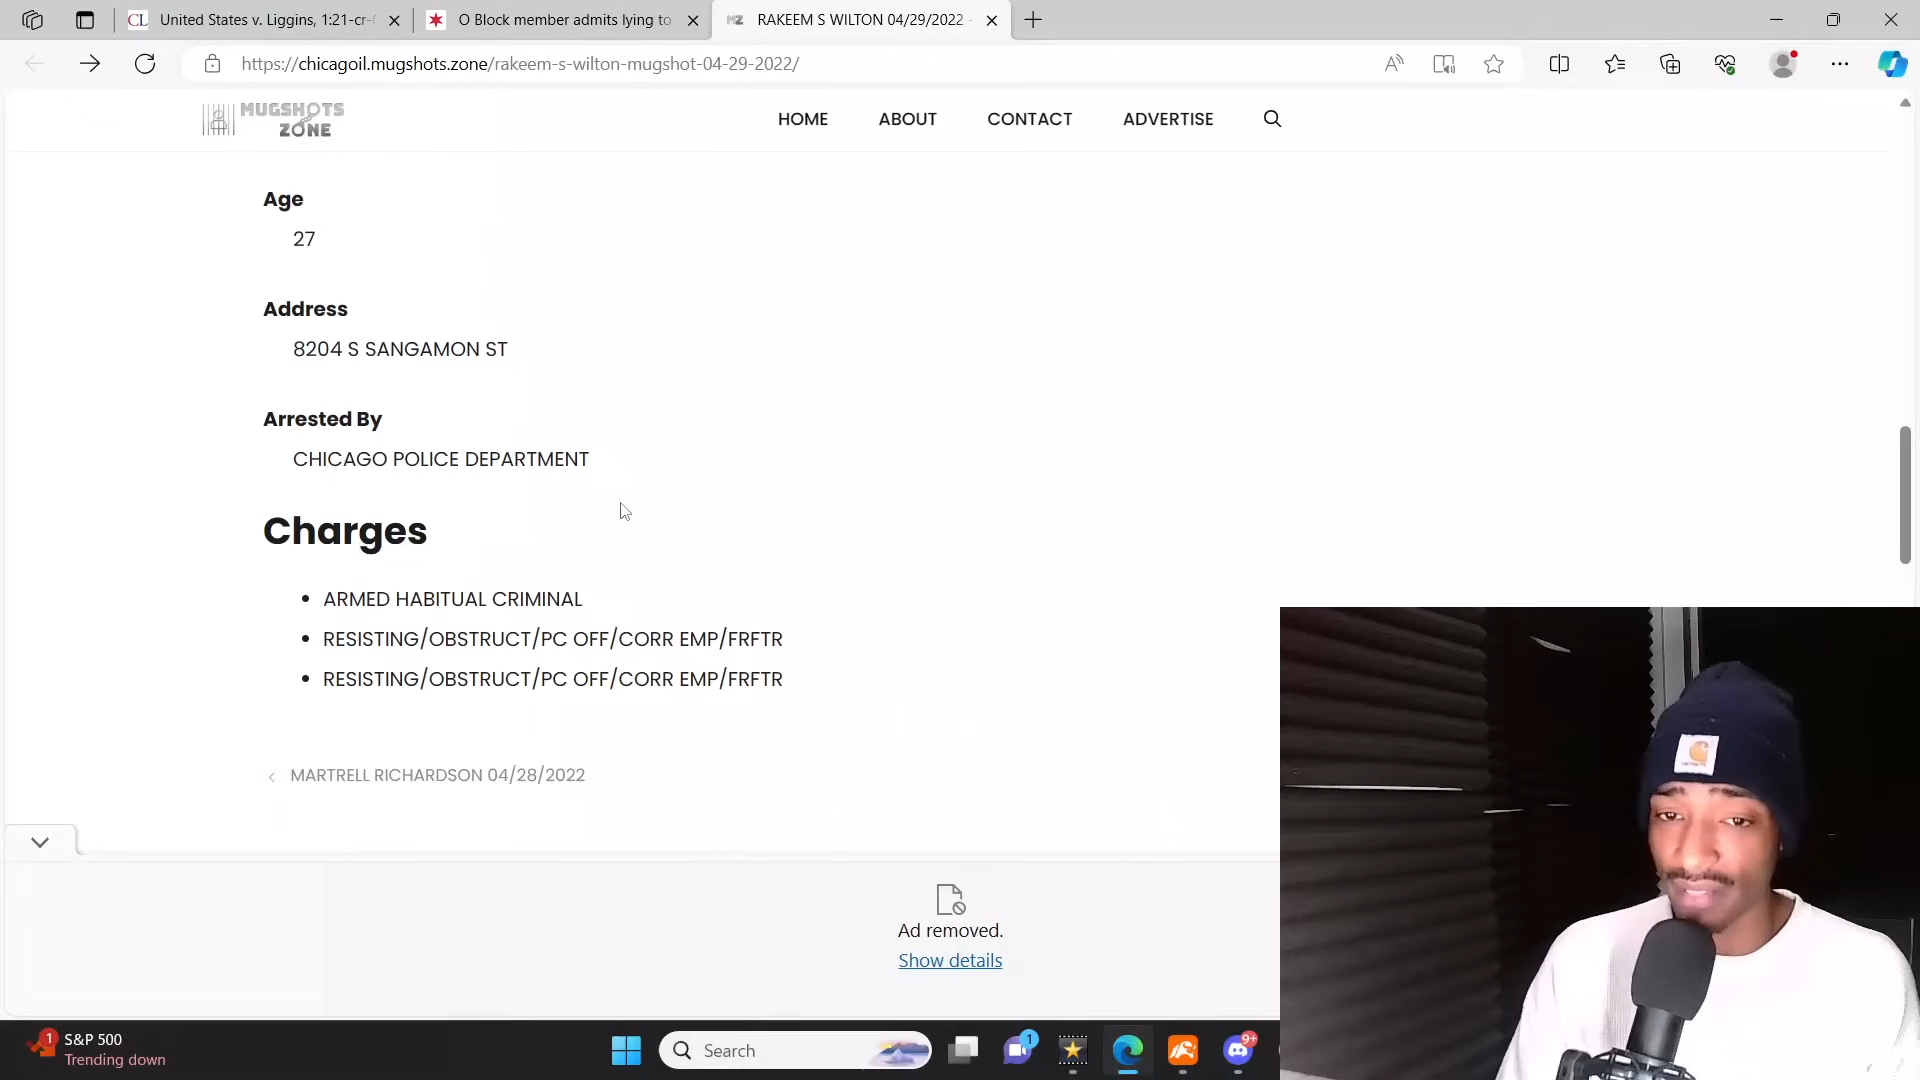 United States v. Liggins, 1:21-cr-
O Block member admits lying to
RAKEEM S WILTON 04/29/2022 -
https://chicagoil.mugshots.zone/rakeem-s-wilton-mugshot-04-29-2022/
MUGSHOTS
ZONE
HOME
ABOUT
CONTACT
ADVERTISE
Age
27
Address
8204 S SANGAMON ST
Arrested By
CHICAGO POLICE DEPARTMENT
Charges
• ARMED HABITUAL CRIMINAL
• RESISTING/OBSTRUCT/PC OFF/CORR EMP/FRFTR
• RESISTING/OBSTRUCT/PC OFF/CORR EMP/FRFTR
MARTRELL RICHARDSON 04/28/2022
Ad removed.
Show details
1
S&P 500
Trending down
Search
1
9+